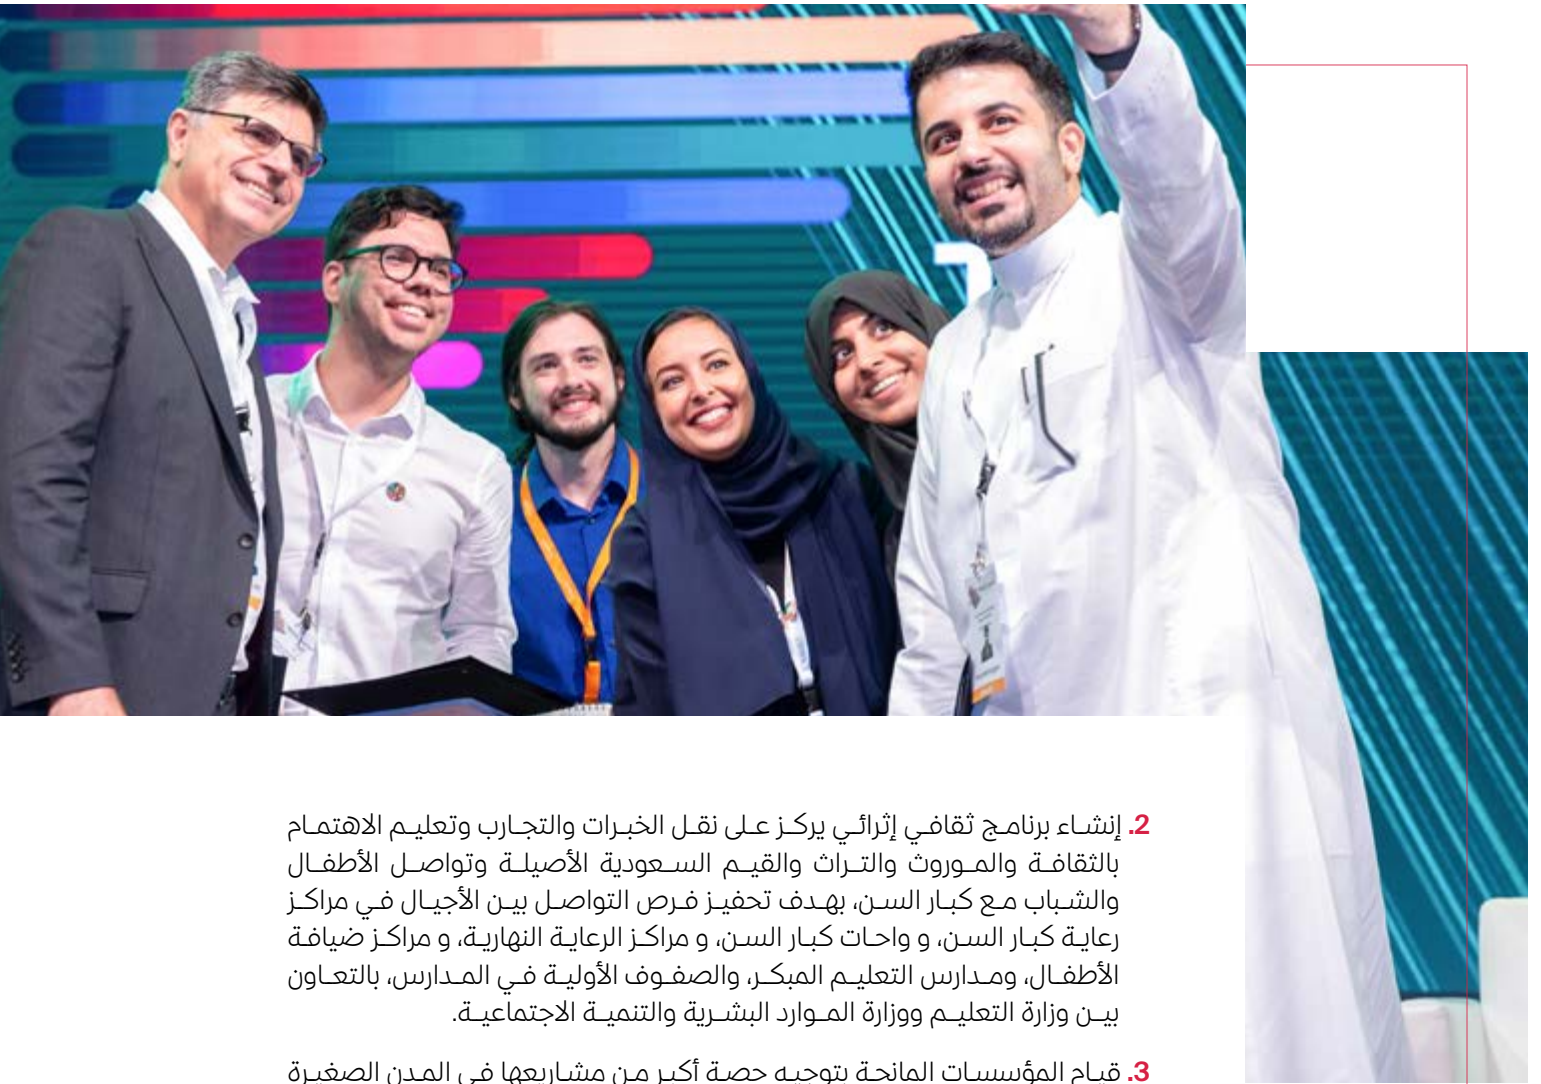 2. إنشاء برنامج ثقافي إثرائي يركز على نقل الخبرات والتجارب وتعليم الاهتمام
بالثقافة والموروث والتراث والقيم السعودية الأصيلة وتواصل الأطفال
والشباب مع كبار السن، بهدف تحفيز فرص التواصل بين الأجيال في مراكز
رعاية كبار السن، و واحات كبار السن، و مراكز الرعاية النهارية، و مراكز ضيافة
الأطفال، ومدارس التعليم المبكر، والصفوف الأولية في المدارس، بالتعاون
بين وزارة التعليم ووزارة الموارد البشرية والتنمية الاجتماعية.
3. قيام المؤسسات المانحة بتوجيه حصة أكبر من مشاريعها في المدن الصغيرة